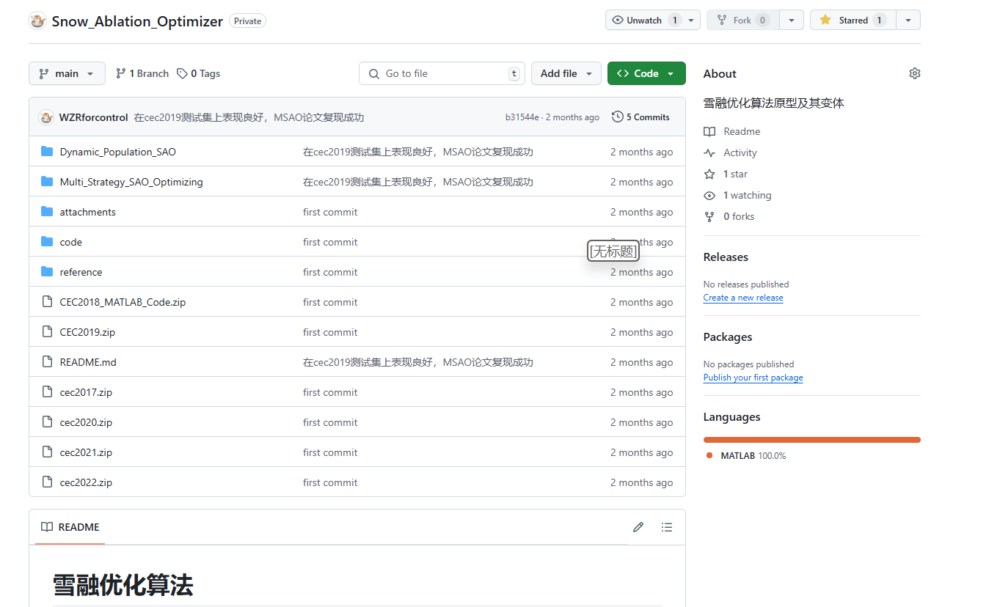 Snow_Ablation_Optimizer Private Unwatch 1 Fork 0 Starred 1
main 1 Branch 0 Tags Go to file t Add file Code
WZRforcontrol 在cec2019测试集上表现良好，MSAO论文复现成功 b31544e · 2 months ago 5 Commits
Dynamic_Population_SAO 在cec2019测试集上表现良好，MSAO论文复现成功 2 months ago
Multi_Strategy_SAO_Optimizing 在cec2019测试集上表现良好，MSAO论文复现成功 2 months ago
attachments first commit 2 months ago
code first commit ths ago
[无标题]
reference first commit 2 months ago
CEC2018_MATLAB_Code.zip first commit 2 months ago
CEC2019.zip first commit 2 months ago
README.md 在cec2019测试集上表现良好，MSAO论文复现成功 2 months ago
cec2017.zip first commit 2 months ago
cec2020.zip first commit 2 months ago
cec2021.zip first commit 2 months ago
cec2022.zip first commit 2 months ago
README
雪融优化算法
About
雪融优化算法原型及其变体
Readme
Activity
1 star
1 watching
0 forks
Releases
No releases published
Create a new release
Packages
No packages published
Publish your first package
Languages
MATLAB 100.0%